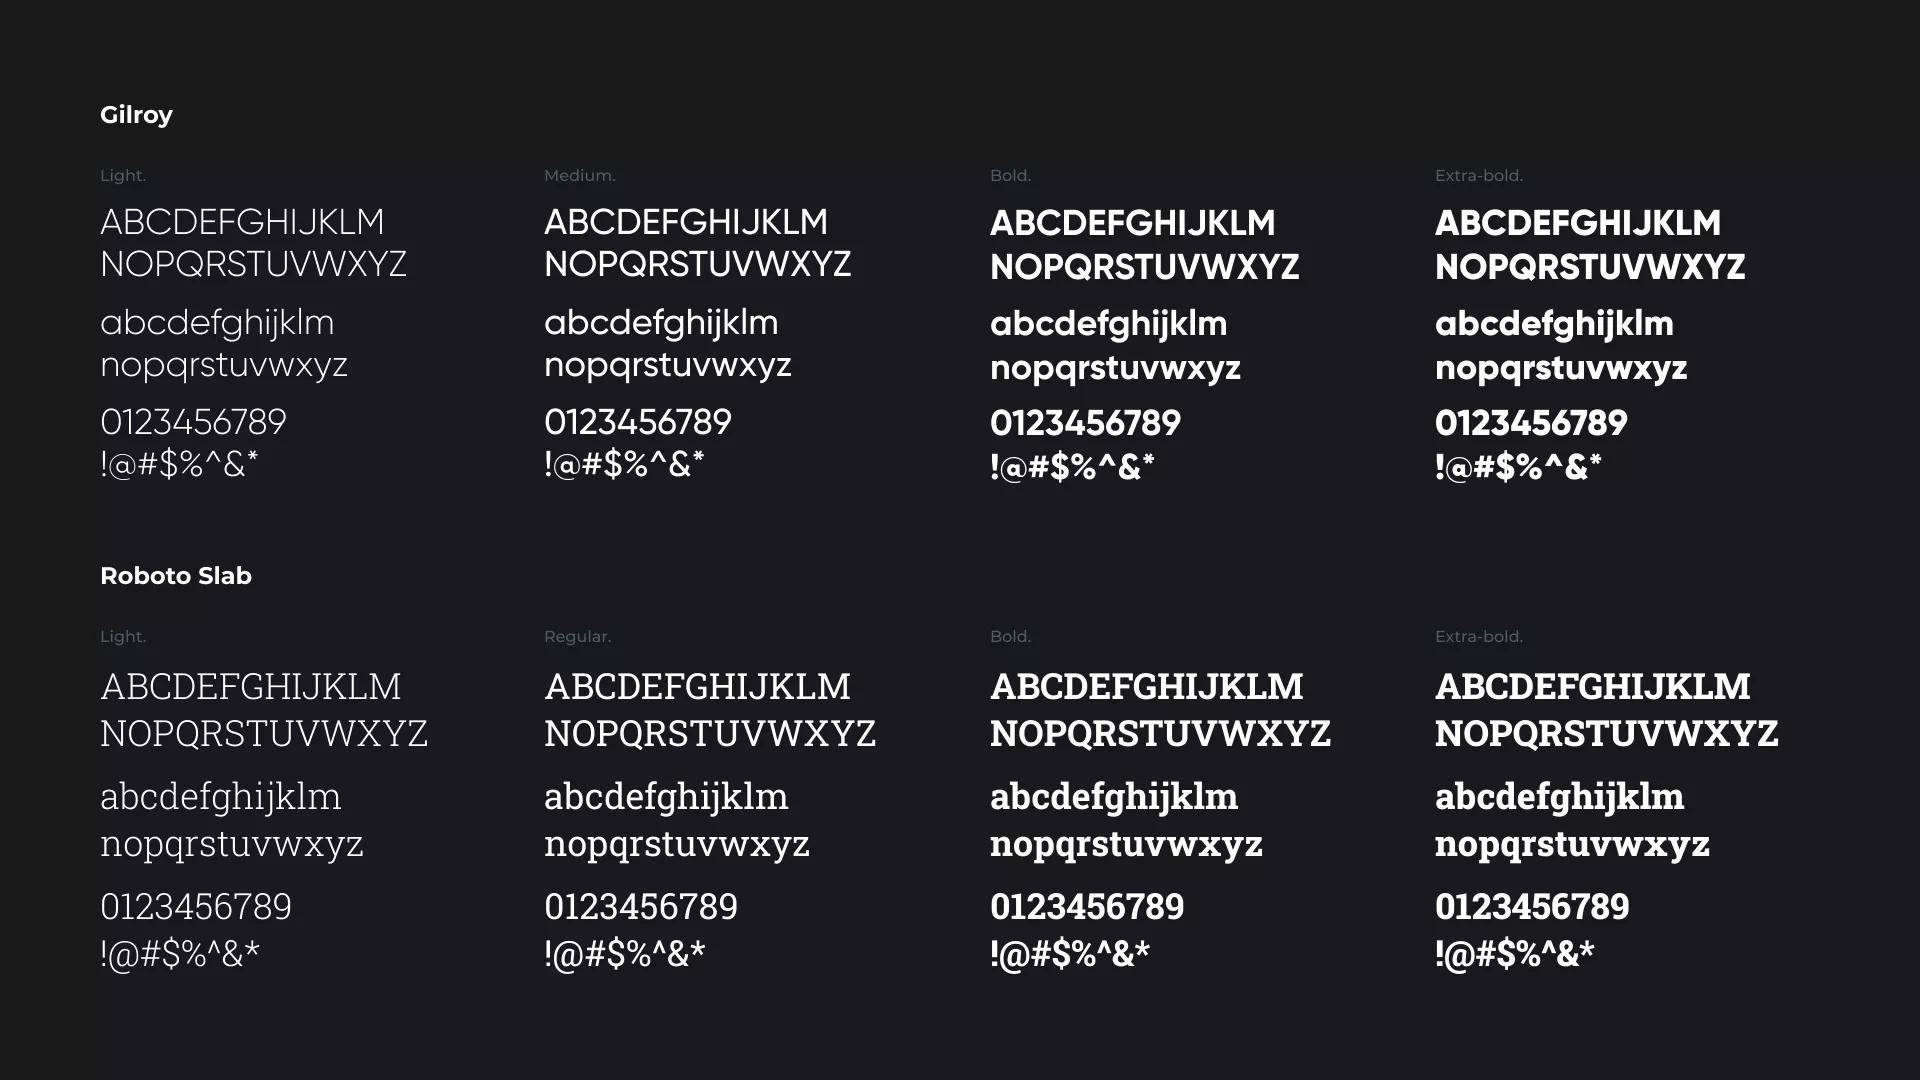 Gilroy
Light.
ABCDEFGHIJKLM
NOPQRSTUVWXYZ
abcdefghijklm
nopqrstuvwxyz
0123456789
!@#$%^&*
Medium.
ABCDEFGHIJKLM
NOPQRSTUVWXYZ
abcdefghijklm
nopqrstuvwxyz
0123456789
!@#$%^&*
Bold.
ABCDEFGHIJKLM
NOPQRSTUVWXYZ
abcdefghijklm
nopqrstuvwxyz
0123456789
!@#$%^&*
Extra-bold.
ABCDEFGHIJKLM
NOPQRSTUVWXYZ
abcdefghijklm
nopqrstuvwxyz
0123456789
!@#$%^&*
Roboto Slab
Light.
ABCDEFGHIJKLM
NOPQRSTUVWXYZ
abcdefghijklm
nopqrstuvwxyz
0123456789
!@#$%^&*
Regular.
ABCDEFGHIJKLM
NOPQRSTUVWXYZ
abcdefghijklm
nopqrstuvwxyz
0123456789
!@#$%^&*
Bold.
ABCDEFGHIJKLM
NOPQRSTUVWXYZ
abcdefghijklm
nopqrstuvwxyz
0123456789
!@#$%^&*
Extra-bold.
ABCDEFGHIJKLM
NOPQRSTUVWXYZ
abcdefghijklm
nopqrstuvwxyz
0123456789
!@#$%^&*